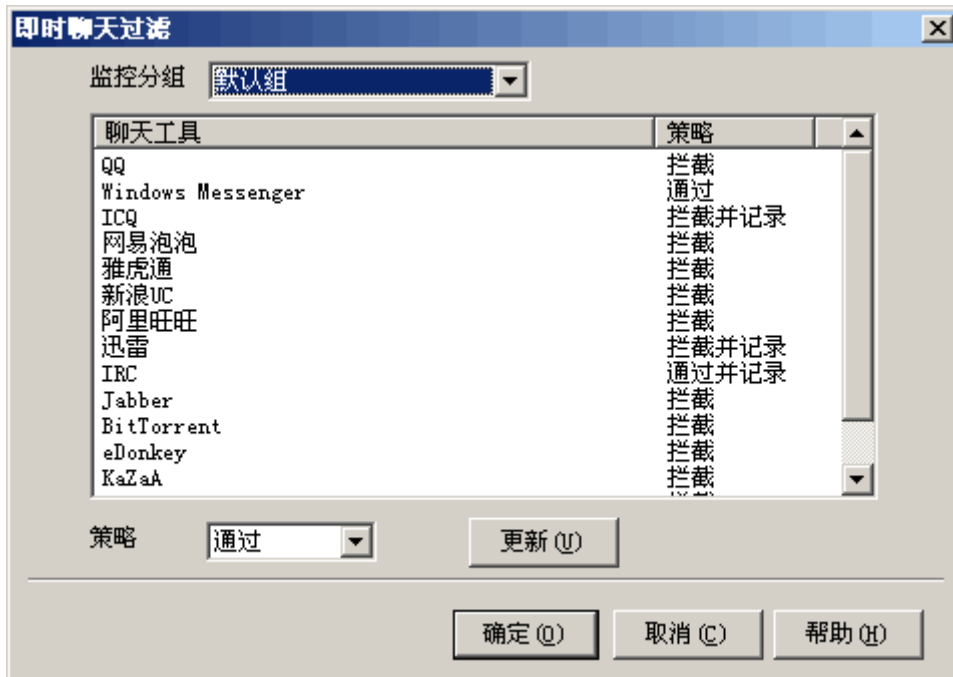 即时聊天过滤
监控分组 默认组
聊天工具 策略
QQ 拦截
Windows Messenger 通过
ICQ 拦截并记录
网易泡泡 拦截
雅虎通 拦截
新浪UC 拦截
阿里旺旺 拦截
迅雷 拦截并记录
IRC 通过并记录
Jabber 拦截
BitTorrent 拦截
eDonkey 拦截
KaZaA 拦截
策略 通过 更新(U)
确定(O) 取消(C) 帮助(H)